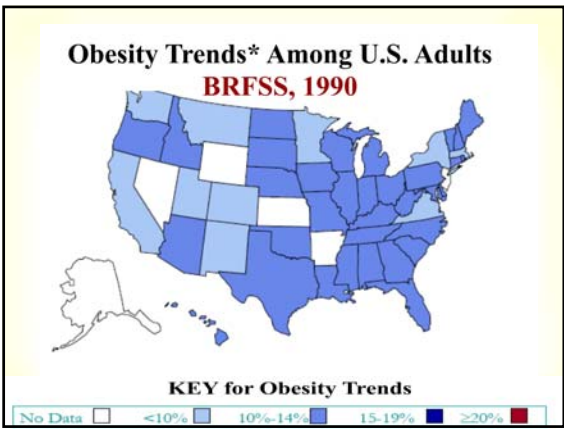 Obesity Trends* Among U.S. Adults
BRFSS, 1990
KEY for Obesity Trends
No Data <10% 10%-14% 15-19% ≥20%